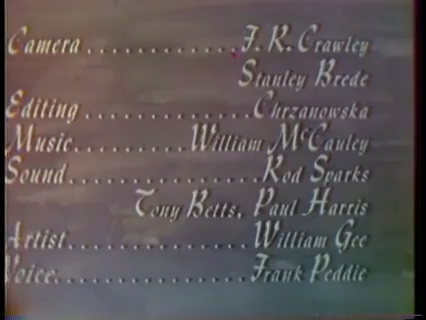 Camera.............F. R. Crawley
Stanley Brede
Editing..............Chrzanowska
Music..........William McCauley
Sound................Rod Sparks
Tony Betts, Paul Harris
Artist................William Gee
Voice.................Frank Peddie